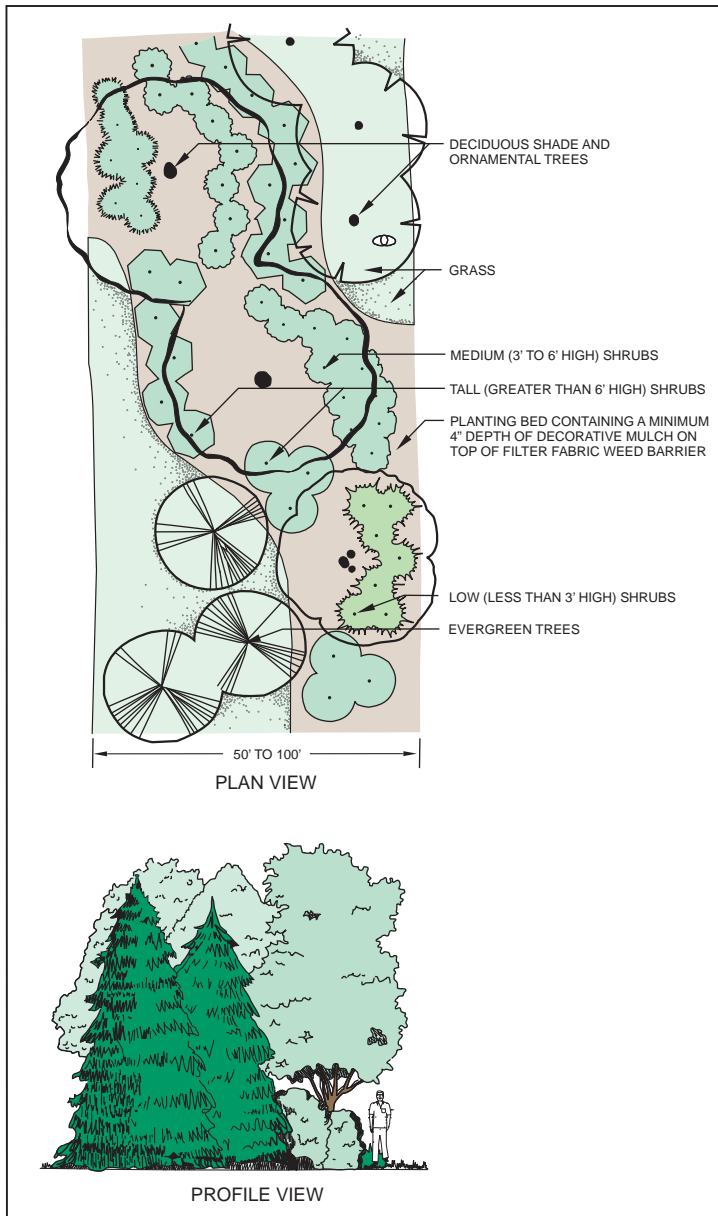 DECIDUOUS SHADE AND
ORNAMENTAL TREES
GRASS
MEDIUM (3' TO 6' HIGH) SHRUBS
TALL (GREATER THAN 6' HIGH) SHRUBS
PLANTING BED CONTAINING A MINIMUM
4" DEPTH OF DECORATIVE MULCH ON
TOP OF FILTER FABRIC WEED BARRIER
LOW (LESS THAN 3' HIGH) SHRUBS
EVERGREEN TREES
50' TO 100'
PLAN VIEW
PROFILE VIEW